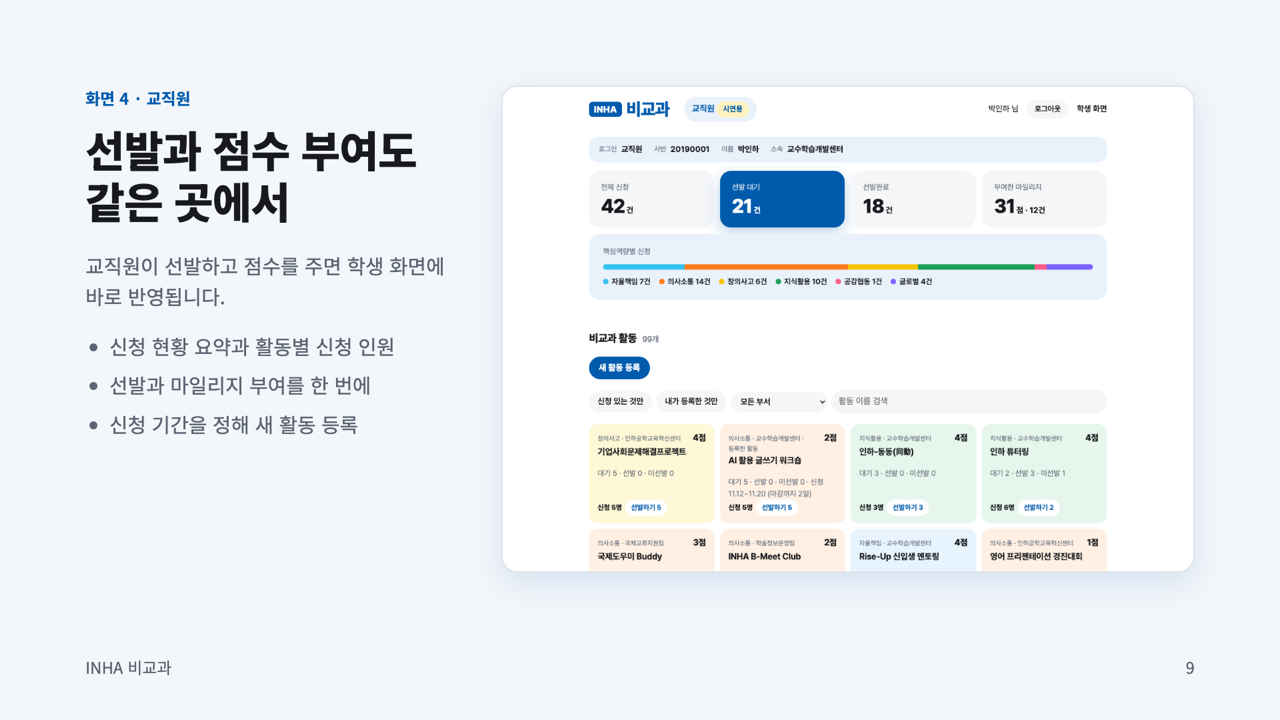 화면 4 · 교직원
선발과 점수 부여도
같은 곳에서
교직원이 선발하고 점수를 주면 학생 화면에
바로 반영됩니다.
• 신청 현황 요약과 활동별 신청 인원
• 선발과 마일리지 부여를 한 번에
• 신청 기간을 정해 새 활동 등록
INHA 비교과 교직원 시연용 박인하 님 로그아웃 학생 화면
로그인 교직원 사번 20190001 이름 박인하 소속 교수학습개발센터
전체 신청 선발 대기 선발완료 부여한 마일리지
42건 21건 18건 31점 · 12건
핵심역량별 신청
자율책임 7건 의사소통 14건 창의사고 6건 지식활용 10건 공감협동 1건 글로벌 4건
비교과 활동 99개
새 활동 등록
신청 있는 것만 내가 등록한 것만 모든 부서 활동 이름 검색
창의사고 · 인하공학교육혁신센터 4점
기업사회문제해결프로젝트
대기 5 · 선발 0 · 미선발 0
신청 5명 선발하기 5
의사소통 · 교수학습개발센터 · 2점
등록한 활동
AI 활용 글쓰기 워크숍
대기 5 · 선발 0 · 미선발 0 · 신청
11.12~11.20 (마감까지 2일)
신청 5명 선발하기 5
지식활용 · 교수학습개발센터 4점
인하-동동(同動)
대기 3 · 선발 0 · 미선발 0
신청 3명 선발하기 3
지식활용 · 교수학습개발센터 4점
인하 튜터링
대기 2 · 선발 3 · 미선발 1
신청 6명 선발하기 2
의사소통 · 국제교류지원팀 3점
국제도우미 Buddy
의사소통 · 학술정보운영팀 2점
INHA B-Meet Club
자율책임 · 교수학습개발센터 4점
Rise-Up 신입생 멘토링
의사소통 · 인하공학교육혁신센터 1점
영어 프리젠테이션 경진대회
INHA 비교과
9